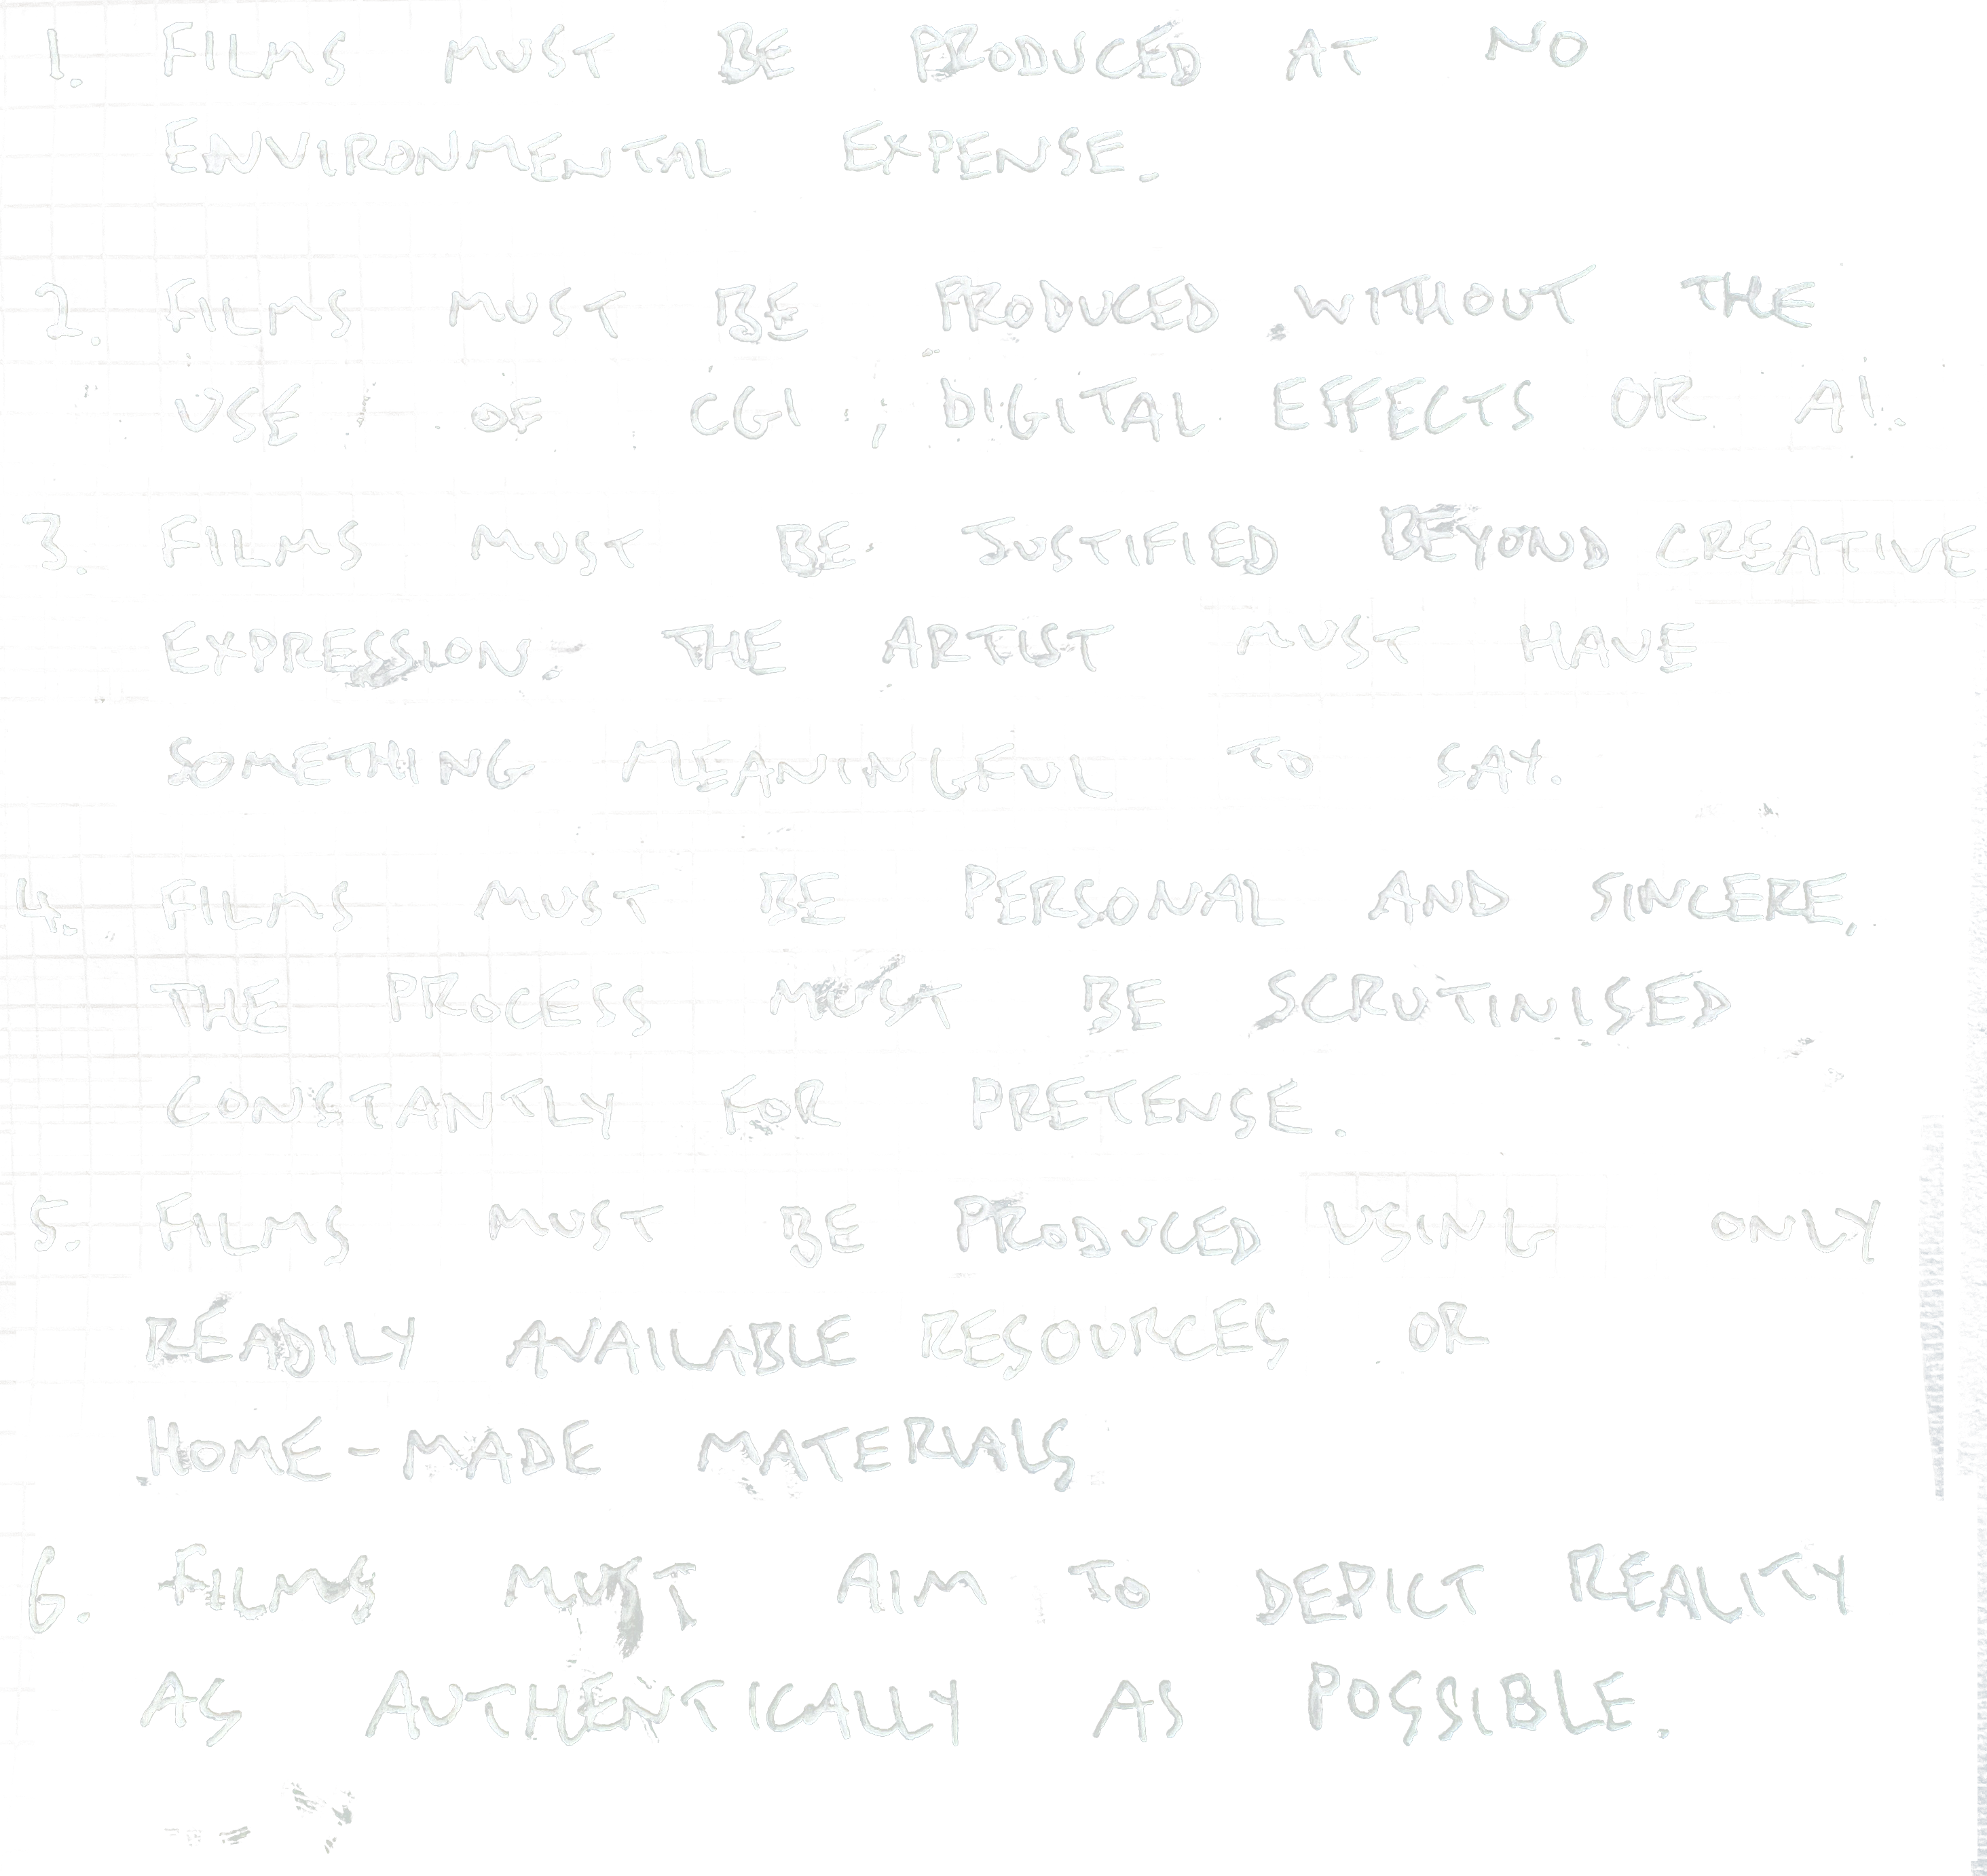 1. FILMS MUST BE PRODUCED AT NO
ENVIRONMENTAL EXPENSE.
2. FILMS MUST BE PRODUCED WITHOUT THE
USE OF CGI, DIGITAL EFFECTS OR AI.
3. FILMS MUST BE JUSTIFIED BEYOND CREATIVE
EXPRESSION. THE ARTIST MUST HAVE
SOMETHING MEANINGFUL TO SAY.
4. FILMS MUST BE PERSONAL AND SINCERE.
THE PROCESS MUST BE SCRUTINISED
CONSTANTLY FOR PRETENSE.
5. FILMS MUST BE PRODUCED USING ONLY
READILY AVAILABLE RESOURCES OR
HOME-MADE MATERIALS
6. FILMS MUST AIM TO DEPICT REALITY
AS AUTHENTICALLY AS POSSIBLE.